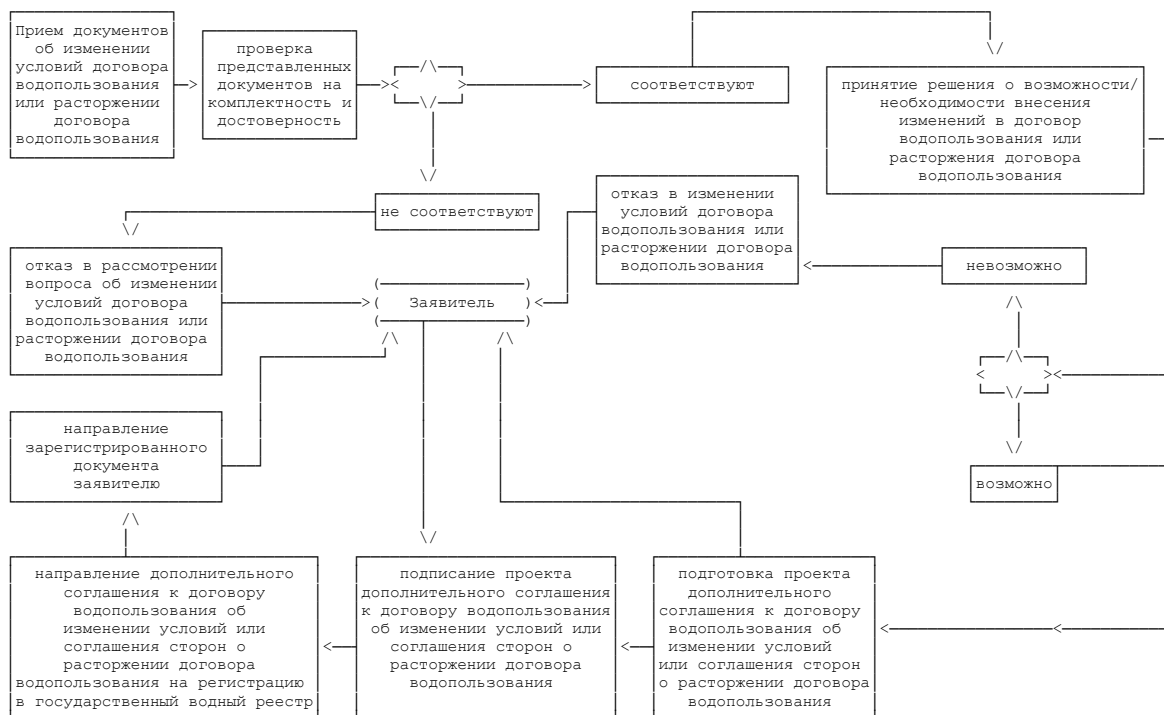 Прием документов
об изменении
условий договора
водопользования
или расторжении
договора
водопользования
проверка
представленных
документов на
комплектность и
достоверность
соответствуют
принятие решения о возможности/
необходимости внесения
изменений в договор
водопользования или
расторжения договора
водопользования
не соответствуют
отказ в изменении
условий договора
водопользования или
расторжении договора
водопользования
невозможно
отказ в рассмотрении
вопроса об изменении
условий договора
водопользования или
расторжении договора
водопользования
Заявитель
направление
зарегистрированного
документа
заявителю
возможно
направление дополнительного
соглашения к договору
водопользования об
изменении условий или
соглашения сторон о
расторжении договора
водопользования на регистрацию
в государственный водный реестр
подписание проекта
дополнительного соглашения
к договору водопользования
об изменении условий или
соглашения сторон о
расторжении договора
водопользования
подготовка проекта
дополнительного
соглашения к договору
водопользования об
изменении условий
или соглашения сторон
о расторжении договора
водопользования